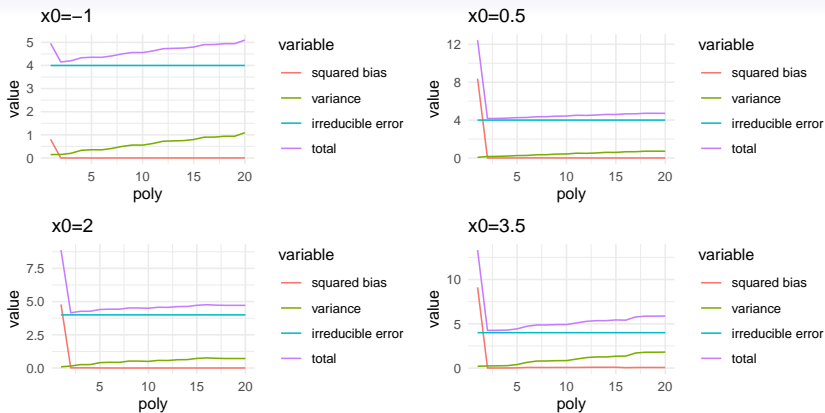 x0=−1
value
5
4
3
2
1
0
5
10
15
20
poly
variable
squared bias
variance
irreducible error
total
x0=0.5
value
12
8
4
0
5
10
15
20
poly
variable
squared bias
variance
irreducible error
total
x0=2
value
7.5
5.0
2.5
0.0
5
10
15
20
poly
variable
squared bias
variance
irreducible error
total
x0=3.5
value
10
5
0
5
10
15
20
poly
variable
squared bias
variance
irreducible error
total